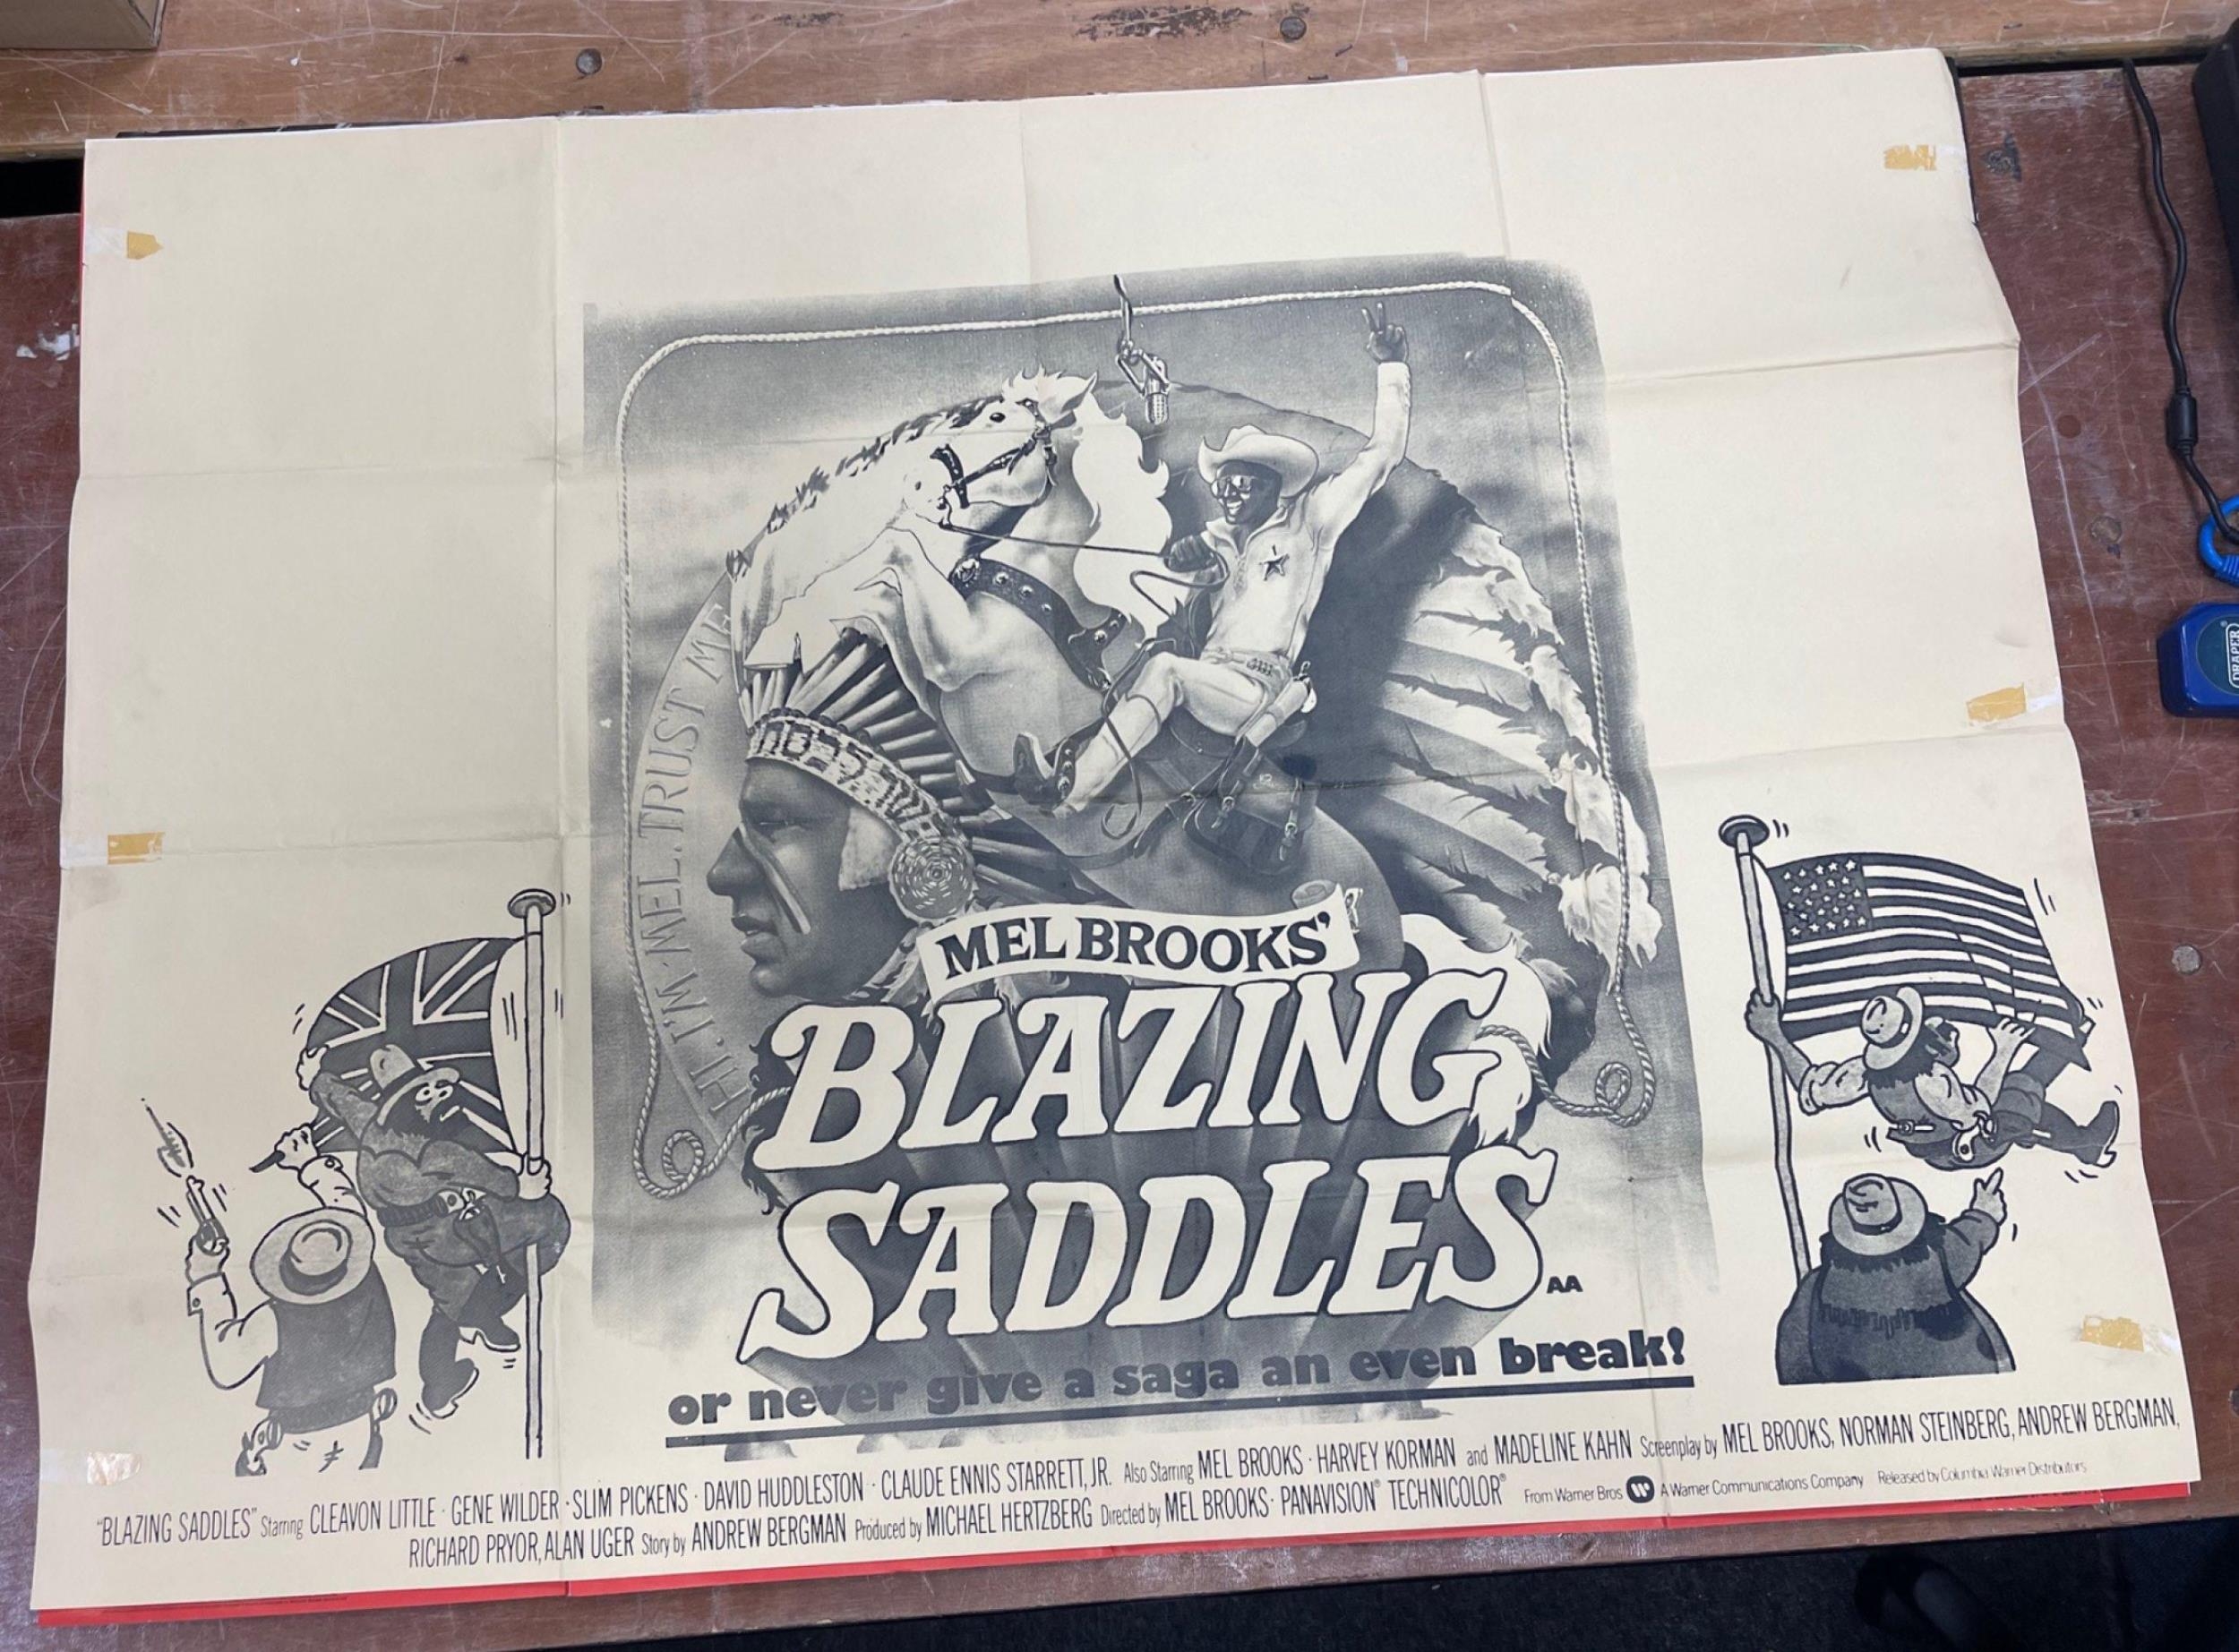 HI. I'M MEL. TRUST ME
MEL BROOKS'
BLAZING
SADDLES AA
or never give a saga an even break!
"BLAZING SADDLES" Starring CLEAVON LITTLE · GENE WILDER · SLIM PICKENS · DAVID HUDDLESTON · CLAUDE ENNIS STARRETT, JR. Also Starring MEL BROOKS · HARVEY KORMAN and MADELINE KAHN Screenplay by MEL BROOKS, NORMAN STEINBERG, ANDREW BERGMAN,
RICHARD PRYOR, ALAN UGER Story by ANDREW BERGMAN Produced by MICHAEL HERTZBERG Directed by MEL BROOKS · PANAVISION® TECHNICOLOR® From Warner Bros W A Warner Communications Company Released by Columbia-Warner Distributors
DRAPER